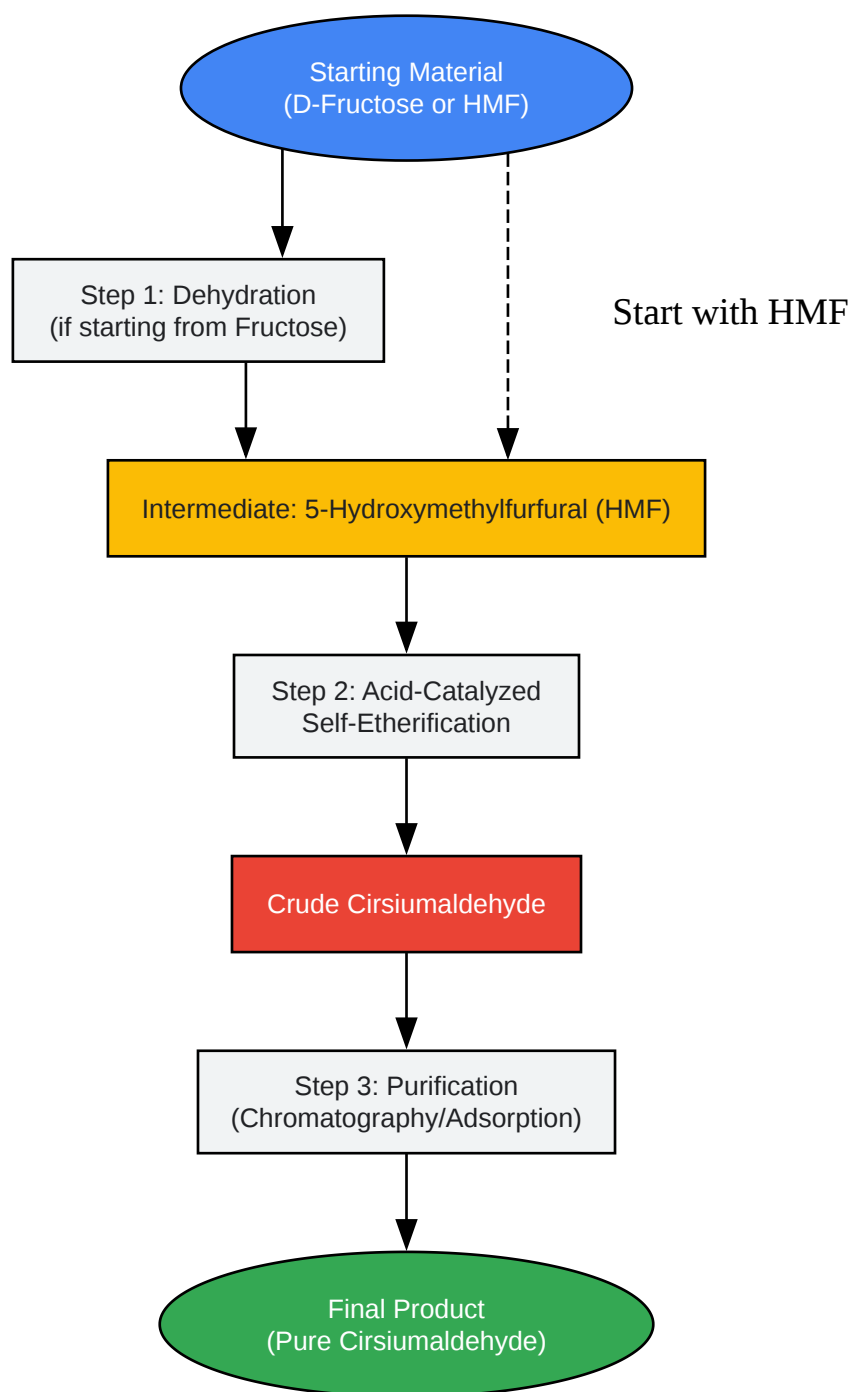 Starting Material
(D-Fructose or HMF)
Step 1: Dehydration
(if starting from Fructose)
Start with HMF
Intermediate: 5-Hydroxymethylfurfural (HMF)
Step 2: Acid-Catalyzed
Self-Etherification
Crude Cirsiumaldehyde
Step 3: Purification
(Chromatography/Adsorption)
Final Product
(Pure Cirsiumaldehyde)